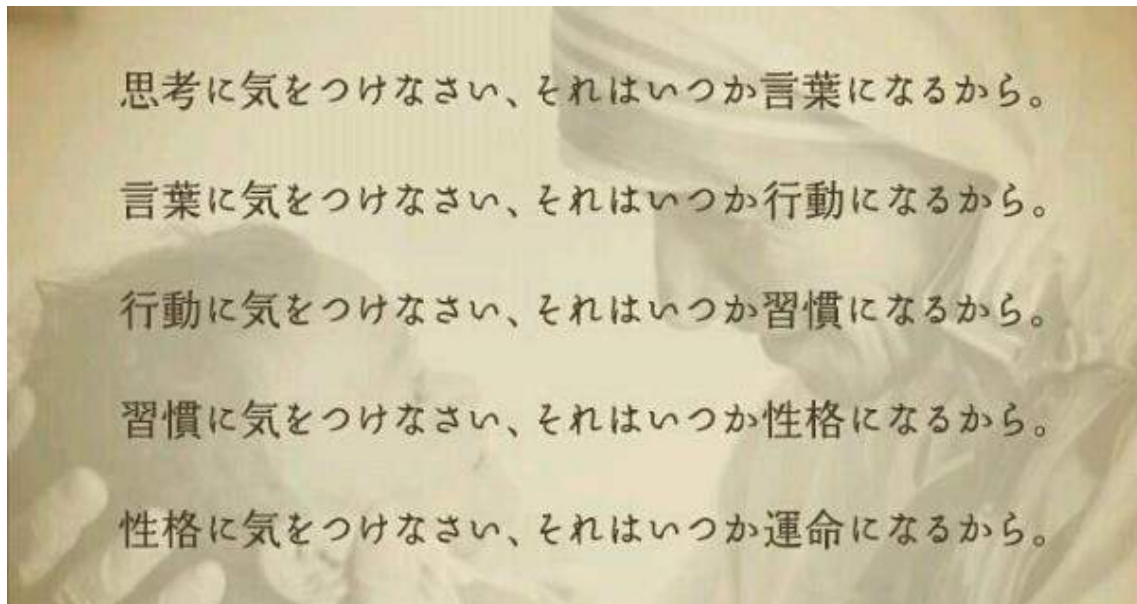 思考に気をつけなさい、それはいつか言葉になるから。
言葉に気をつけなさい、それはいつか行動になるから。
行動に気をつけなさい、それはいつか習慣になるから。
習慣に気をつけなさい、それはいつか性格になるから。
性格に気をつけなさい、それはいつか運命になるから。